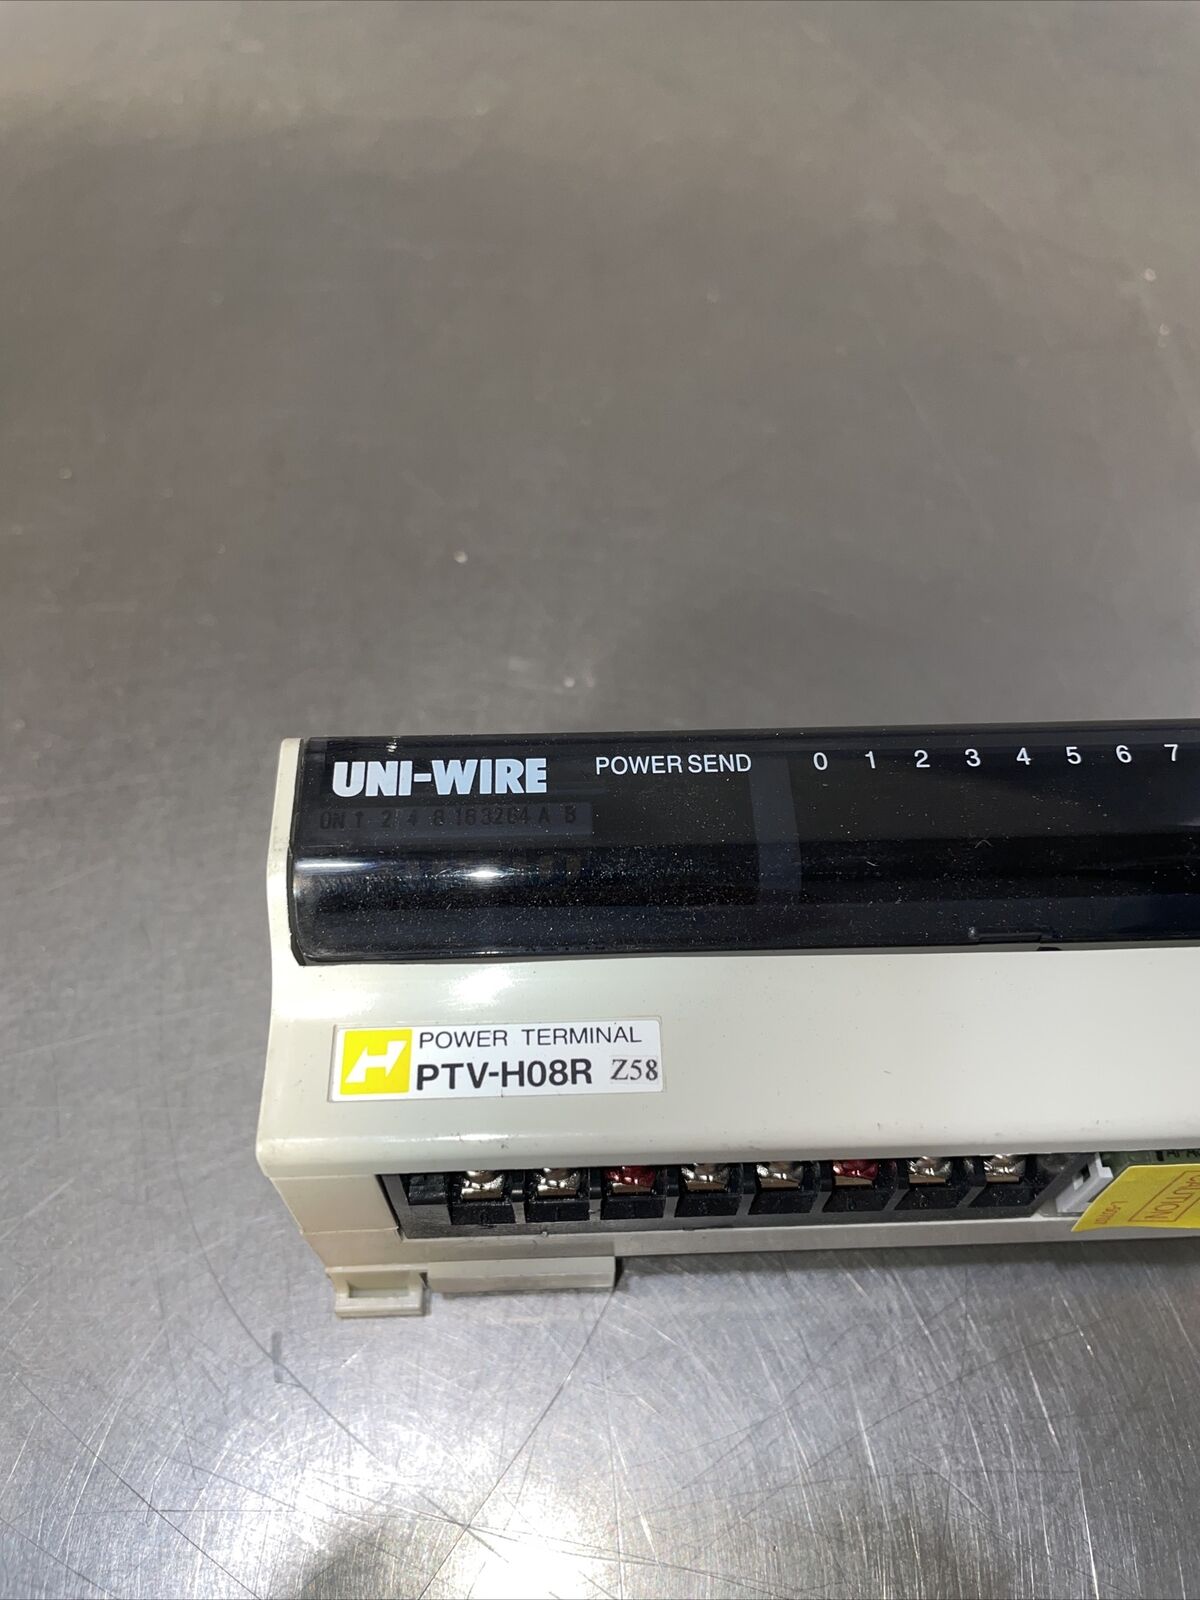 UNI-WIRE POWER SEND 0 1 2 3 4 5 6 7
ON 1 2 4 8 16 32 64 A B
POWER TERMINAL
PTV-H08R Z58
CAUTION